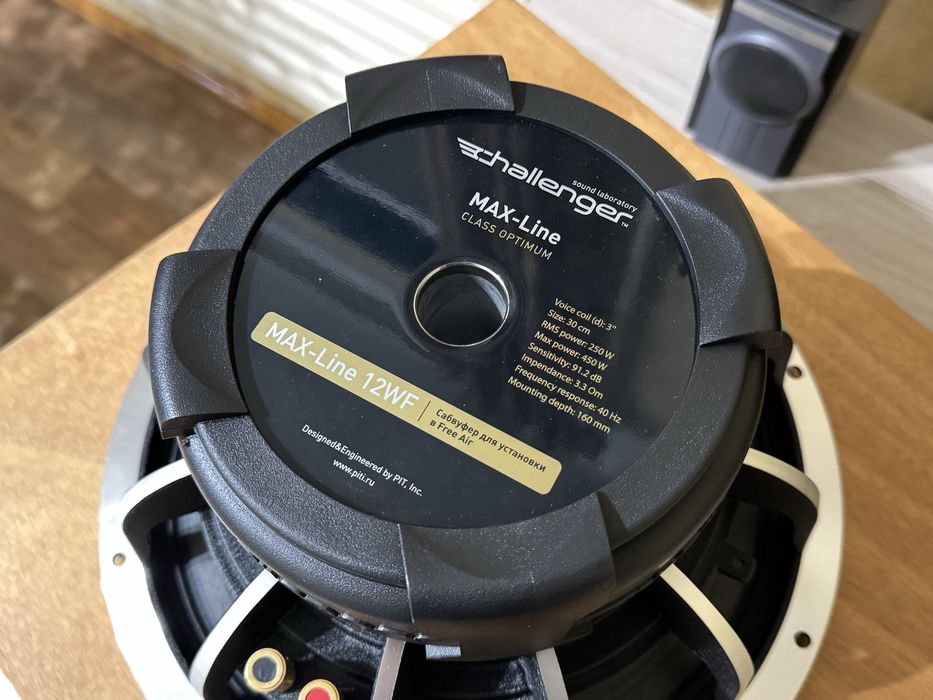 challenger™
sound laboratory
MAX-Line
CLASS OPTIMUM
Voice coil (d): 3"
Size: 30 cm
RMS power: 250 W
Max power: 450 W
Sensitivity: 91.2 dB
Impendance: 3.3 Om
Frequency response: 40 Hz
Mounting depth: 160 mm
MAX-Line 12WF
Сабвуфер для установки
в Free Air
Designed&Engineered by PIT, Inc.
www.piti.ru